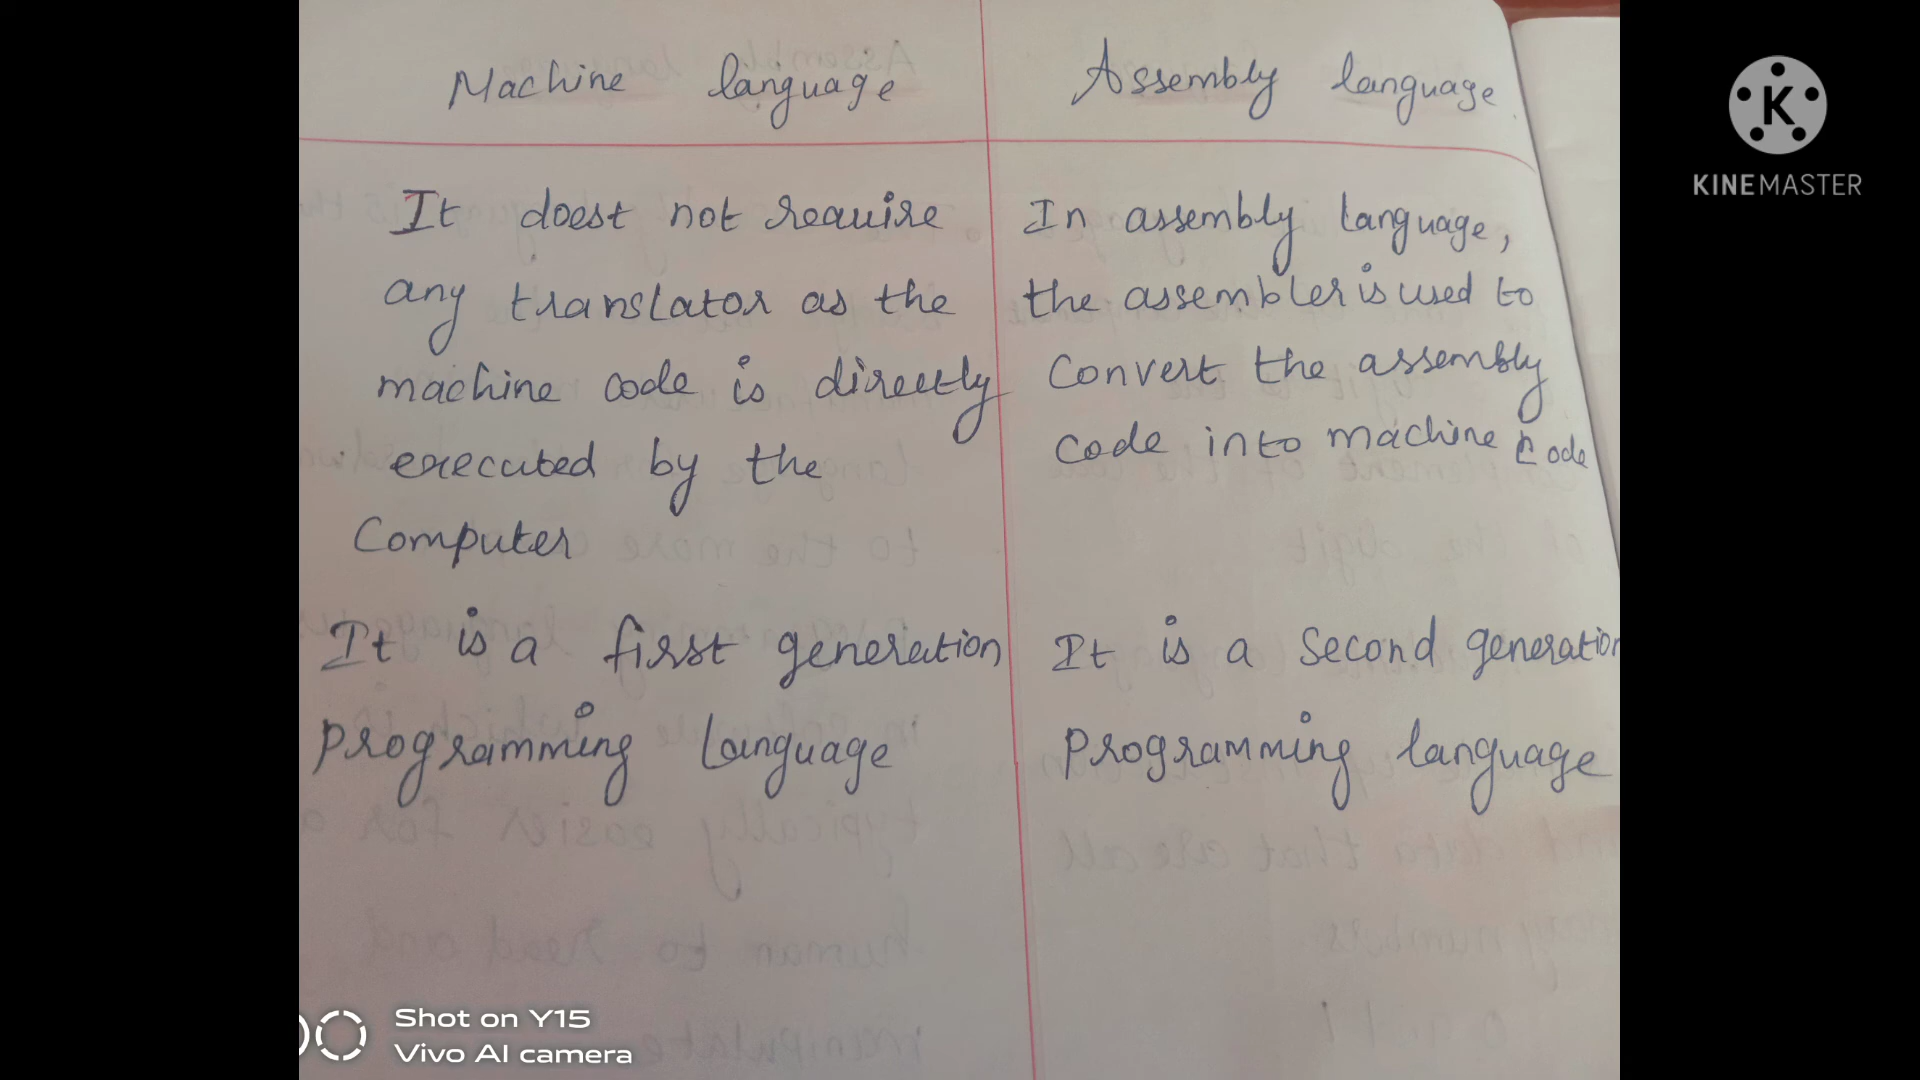 Machine language
Assembly language
It doest not reauire
any translator as the
machine code is directly
executed by the
Computer
In assembly language,
the assembler is used to
Convert the assembly
code into machine code
It is a first generation
programming language
It is a second generation
programming language
KINEMASTER
Shot on Y15
Vivo AI camera